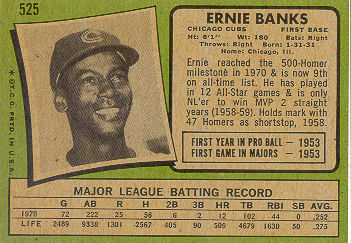 525
ERNIE BANKS
CHICAGO CUBS FIRST BASE
Ht: 6'1" Wt: 180 Bats: Right
Throws: Right Born: 1-31-31
Home: Chicago, Ill.
Ernie reached the 500-Homer
milestone in 1970 & is now 9th
on all-time list. He has played
in 12 All-Star games & is only
NL'er to win MVP 2 straight
years (1958-59). Holds mark with
47 Homers as shortstop, 1958.
FIRST YEAR IN PRO BALL — 1953
FIRST GAME IN MAJORS — 1953
* ©T.C.G. PRTD. IN U.S.A.
MAJOR LEAGUE BATTING RECORD
G AB R H 2B 3B HR RBI SB AVG.
1970 72 222 25 56 6 2 12 102 44 0 .252
LIFE 2489 9338 1301 2567 405 90 509 4688 1630 50 .275